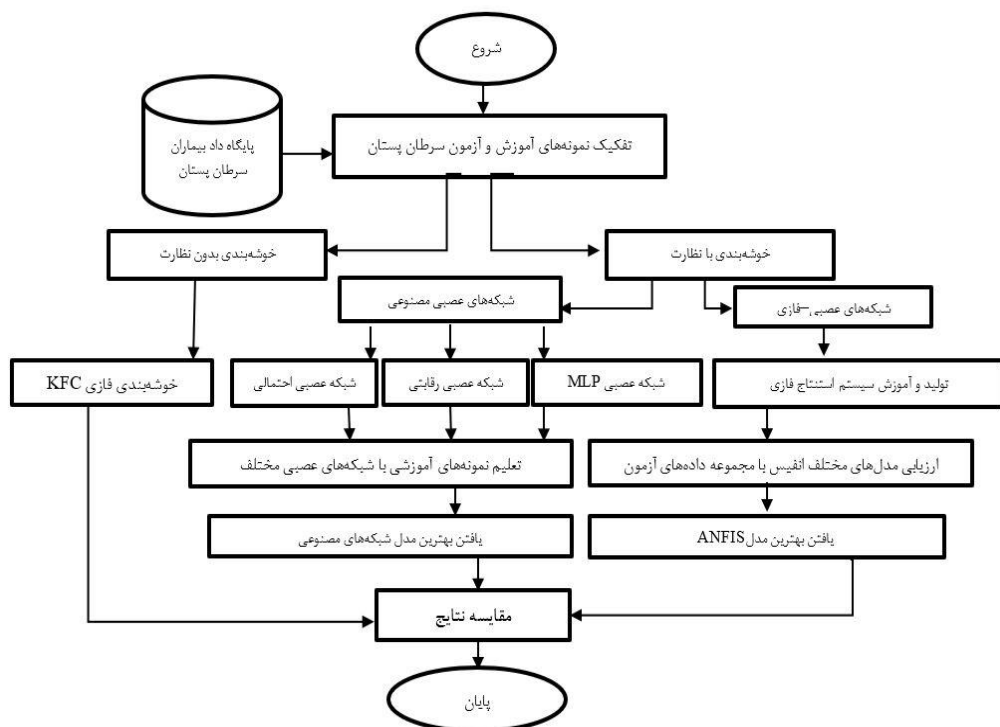 شروع
پایگاه داد بیماران
سرطان پستان
تفکیک نمونه‌های آموزش و آزمون سرطان پستان
خوشه‌بندی با نظارت
خوشه‌بندی بدون نظارت
شبکه‌های عصبی مصنوعی
شبکه‌های عصبی–فازی
تولید و آموزش سیستم استنتاج فازی
شبکه عصبی MLP
شبکه عصبی رقابتی
شبکه عصبی احتمالی
خوشه‌بندی فازی KFC
ارزیابی مدل‌های مختلف انفیس با مجموعه داده‌های آزمون
تعلیم نمونه‌های آموزشی با شبکه‌های عصبی مختلف
یافتن بهترین مدل ANFIS
یافتن بهترین مدل شبکه‌های مصنوعی
مقایسه نتایج
پایان